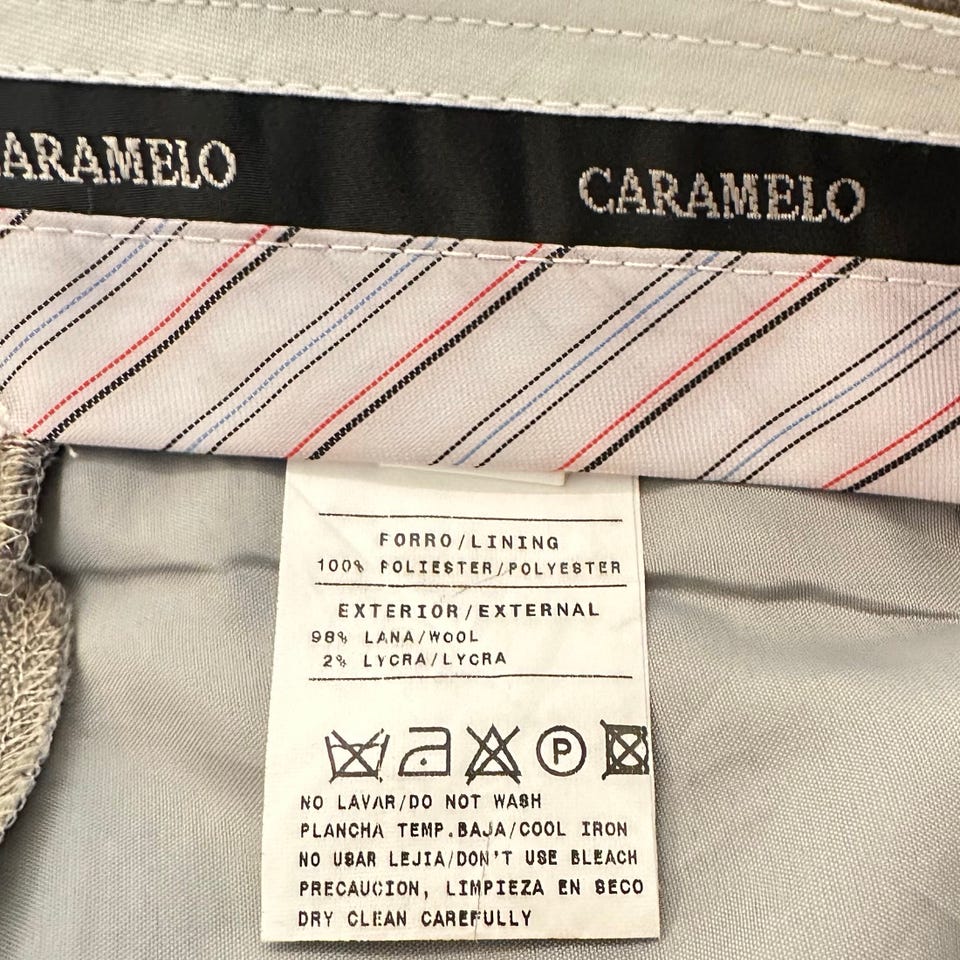 CARAMELO CARAMELO
FORRO/LINING
100% POLIESTER/POLYESTER
EXTERIOR/EXTERNAL
98% LANA/WOOL
2% LYCRA/LYCRA
P
NO LAVAR/DO NOT WASH
PLANCHA TEMP.BAJA/COOL IRON
NO USAR LEJIA/DON'T USE BLEACH
PRECAUCION, LIMPIEZA EN SECO
DRY CLEAN CAREFULLY